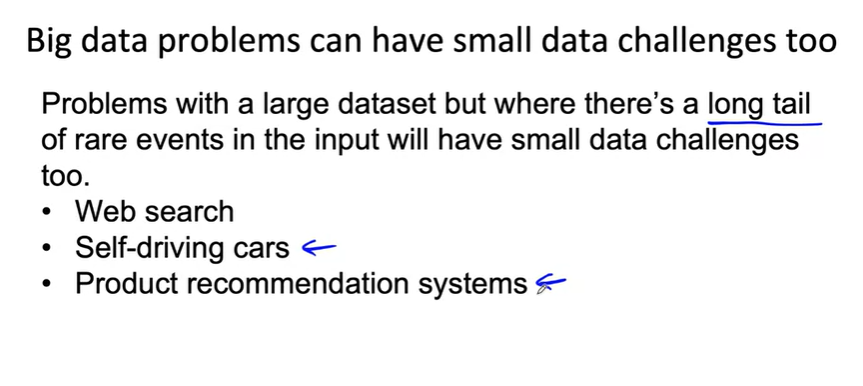 Big data problems can have small data challenges too
Problems with a large dataset but where there's a long tail
of rare events in the input will have small data challenges
too.
• Web search
• Self-driving cars
• Product recommendation systems